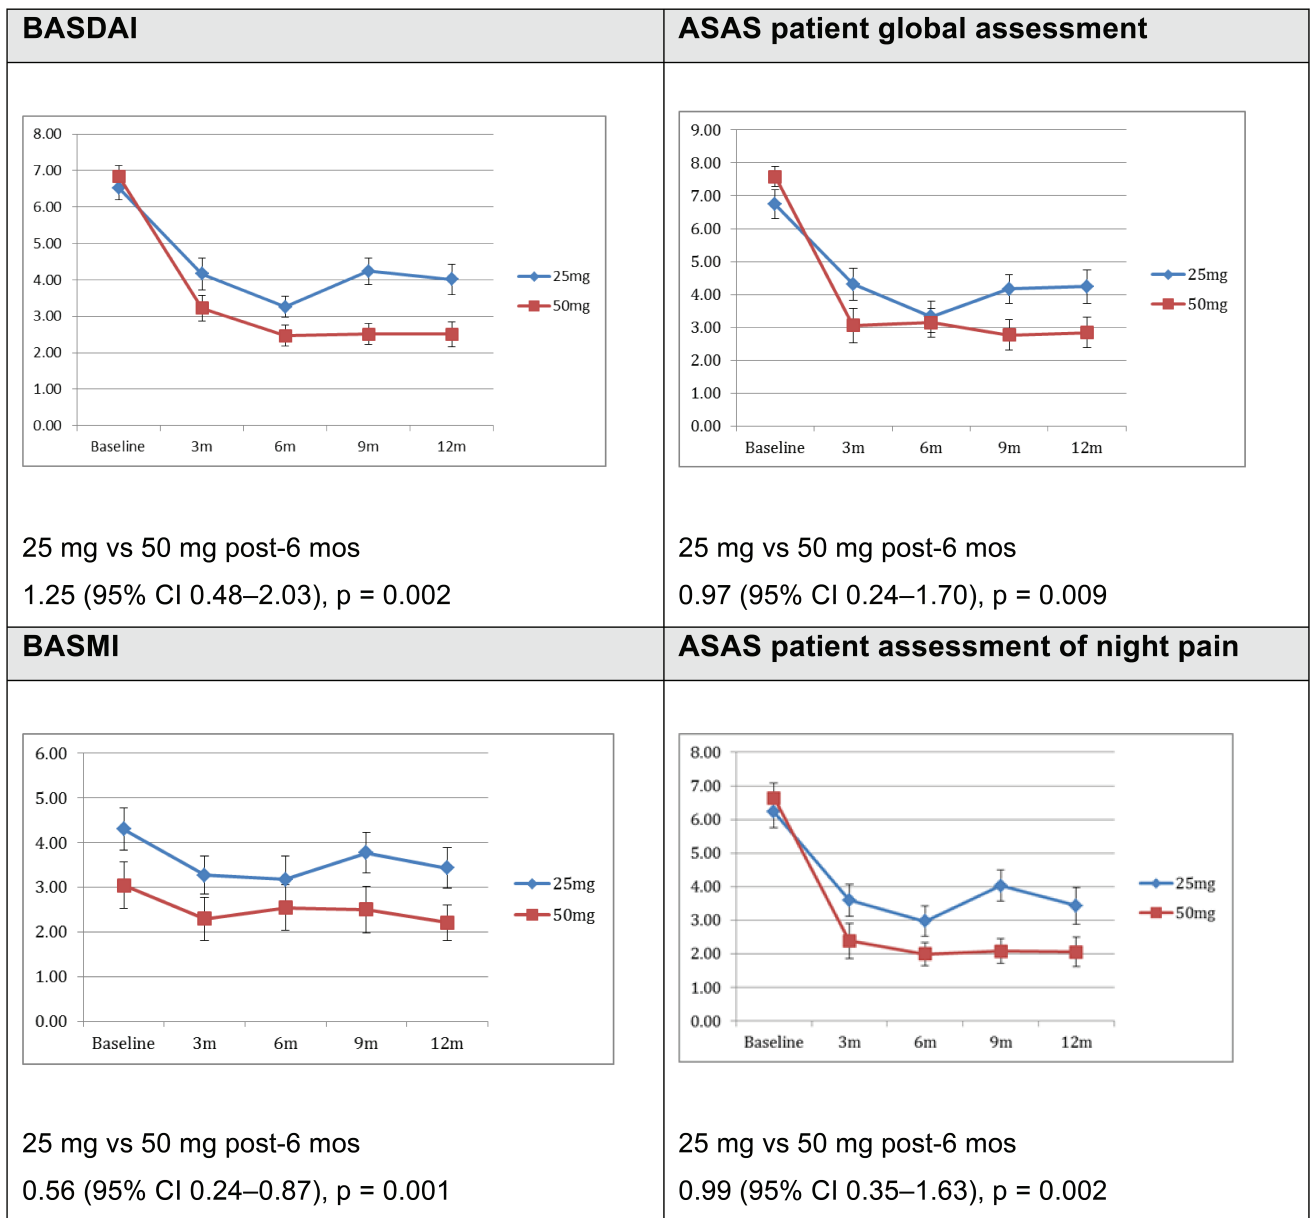 BASDAI
8.00
7.00
6.00
5.00
4.00
3.00
2.00
1.00
0.00
Baseline 3m 6m 9m 12m
25mg
50mg
25 mg vs 50 mg post-6 mos
1.25 (95% CI 0.48–2.03), p = 0.002
ASAS patient global assessment
9.00
8.00
7.00
6.00
5.00
4.00
3.00
2.00
1.00
0.00
Baseline 3m 6m 9m 12m
25mg
50mg
25 mg vs 50 mg post-6 mos
0.97 (95% CI 0.24–1.70), p = 0.009
BASMI
6.00
5.00
4.00
3.00
2.00
1.00
0.00
Baseline 3m 6m 9m 12m
25mg
50mg
25 mg vs 50 mg post-6 mos
0.56 (95% CI 0.24–0.87), p = 0.001
ASAS patient assessment of night pain
8.00
7.00
6.00
5.00
4.00
3.00
2.00
1.00
0.00
Baseline 3m 6m 9m 12m
25mg
50mg
25 mg vs 50 mg post-6 mos
0.99 (95% CI 0.35–1.63), p = 0.002